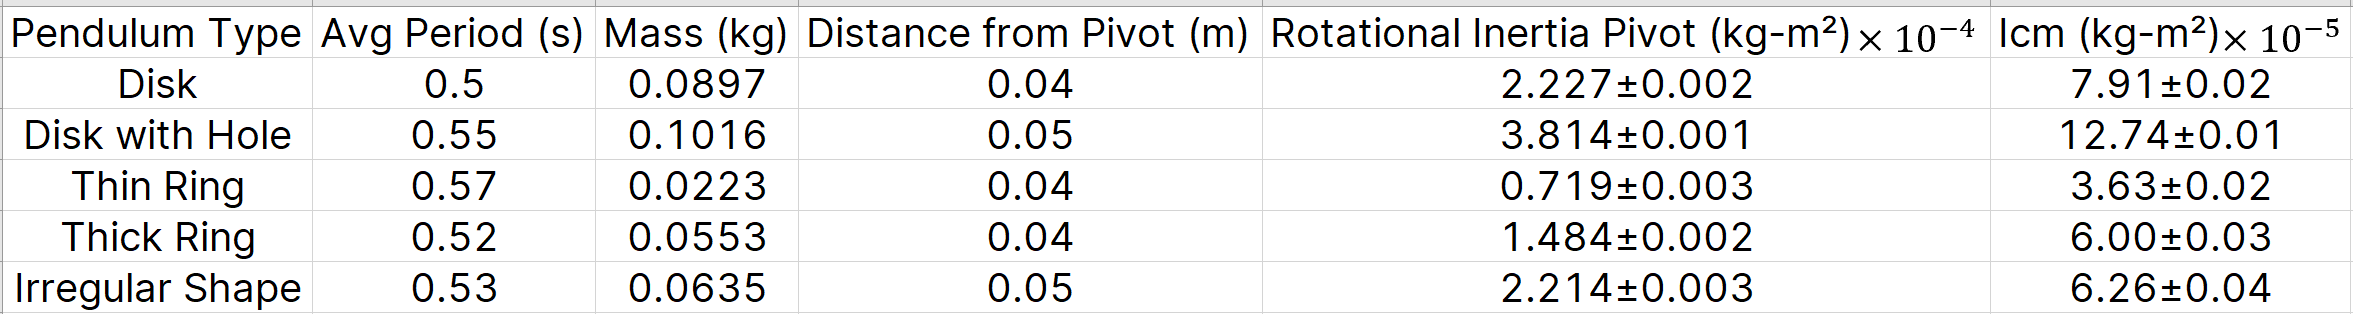 Pendulum Type Avg Period (s) Mass (kg) Distance from Pivot (m) Rotational Inertia Pivot (kg-m²) × 10⁻⁴ Icm (kg-m²) × 10⁻⁵
Disk 0.5 0.0897 0.04 2.227±0.002 7.91±0.02
Disk with Hole 0.55 0.1016 0.05 3.814±0.001 12.74±0.01
Thin Ring 0.57 0.0223 0.04 0.719±0.003 3.63±0.02
Thick Ring 0.52 0.0553 0.04 1.484±0.002 6.00±0.03
Irregular Shape 0.53 0.0635 0.05 2.214±0.003 6.26±0.04